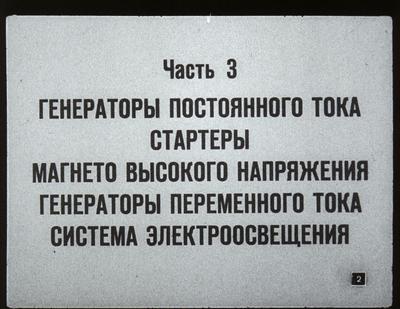 Часть 3
ГЕНЕРАТОРЫ ПОСТОЯННОГО ТОКА
СТАРТЕРЫ
МАГНЕТО ВЫСОКОГО НАПРЯЖЕНИЯ
ГЕНЕРАТОРЫ ПЕРЕМЕННОГО ТОКА
СИСТЕМА ЭЛЕКТРООСВЕЩЕНИЯ
2